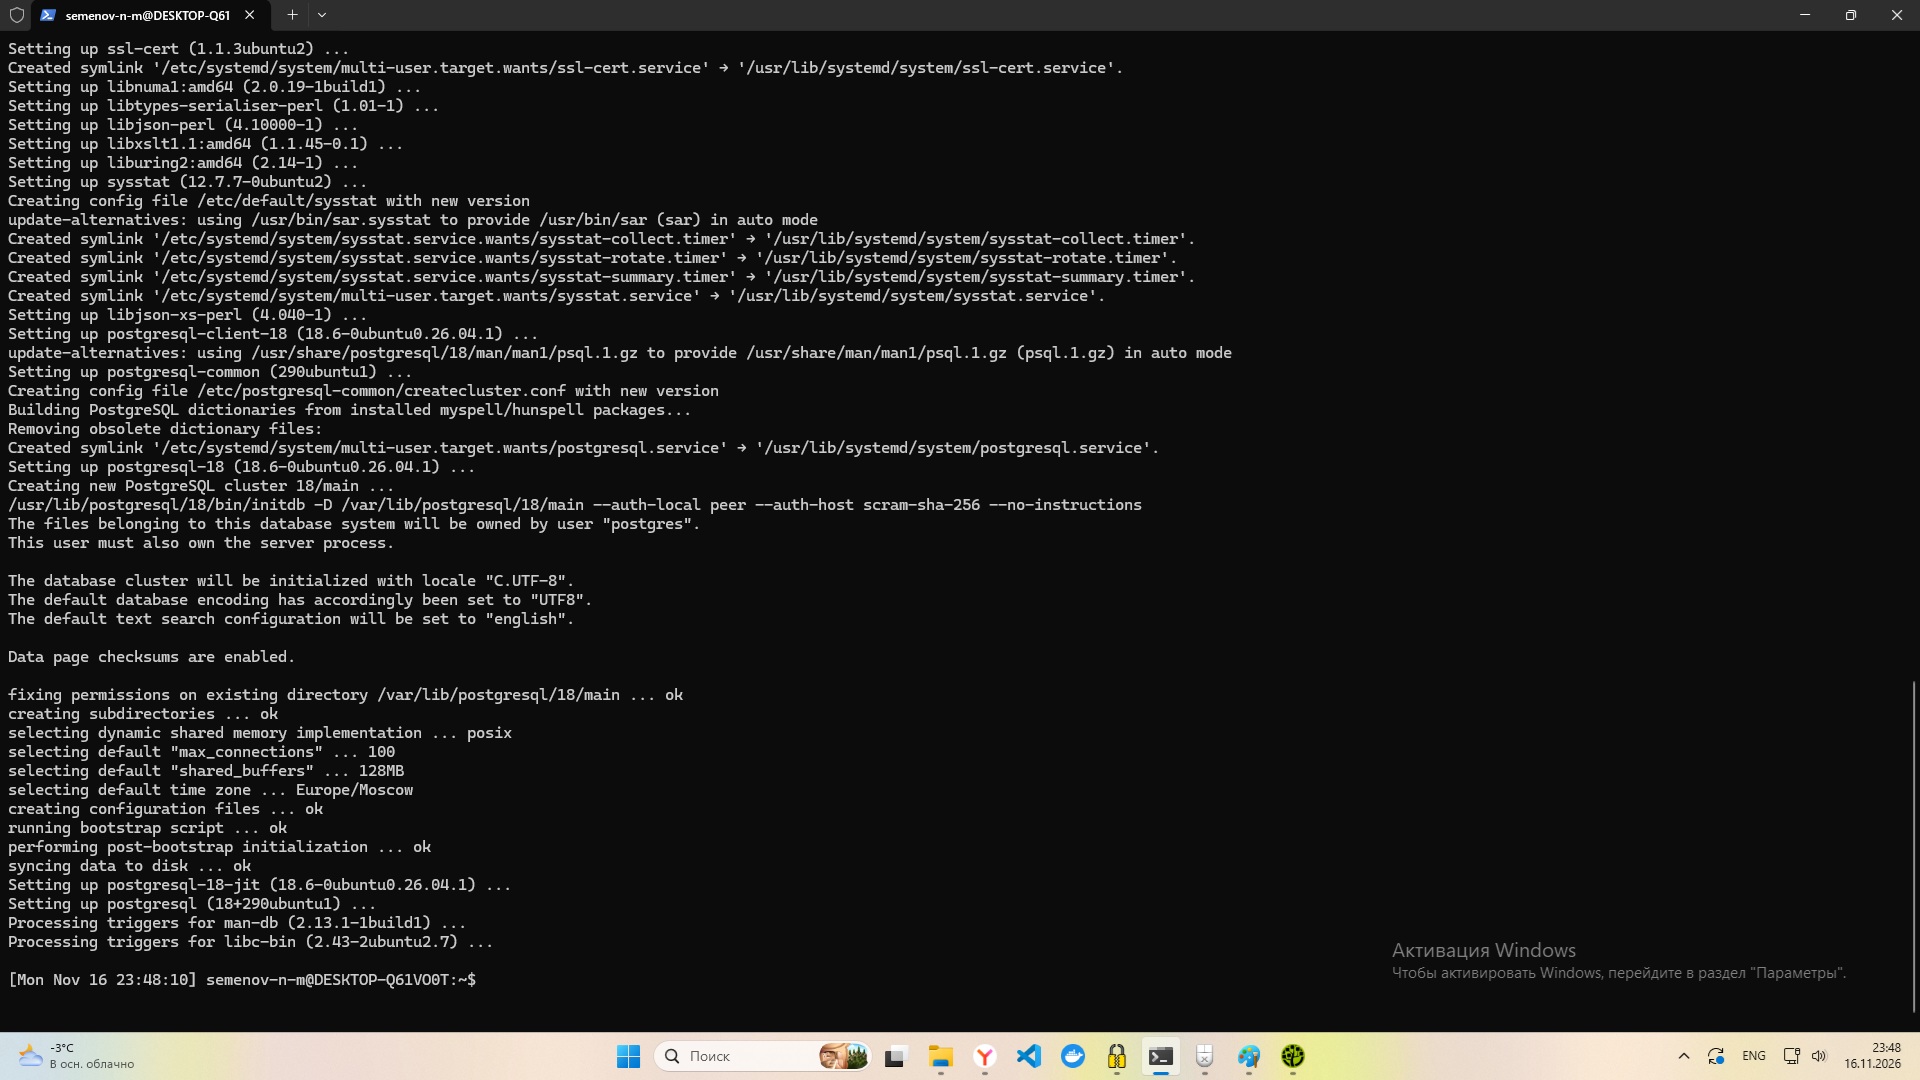 semenov-n-m@DESKTOP-Q61
Setting up ssl-cert (1.1.3ubuntu2) ...
Created symlink '/etc/systemd/system/multi-user.target.wants/ssl-cert.service' → '/usr/lib/systemd/system/ssl-cert.service'.
Setting up libnuma1:amd64 (2.0.19-1build1) ...
Setting up libtypes-serialiser-perl (1.01-1) ...
Setting up libjson-perl (4.10000-1) ...
Setting up libxslt1.1:amd64 (1.1.45-0.1) ...
Setting up liburing2:amd64 (2.14-1) ...
Setting up sysstat (12.7.7-0ubuntu2) ...
Creating config file /etc/default/sysstat with new version
update-alternatives: using /usr/bin/sar.sysstat to provide /usr/bin/sar (sar) in auto mode
Created symlink '/etc/systemd/system/sysstat.service.wants/sysstat-collect.timer' → '/usr/lib/systemd/system/sysstat-collect.timer'.
Created symlink '/etc/systemd/system/sysstat.service.wants/sysstat-rotate.timer' → '/usr/lib/systemd/system/sysstat-rotate.timer'.
Created symlink '/etc/systemd/system/sysstat.service.wants/sysstat-summary.timer' → '/usr/lib/systemd/system/sysstat-summary.timer'.
Created symlink '/etc/systemd/system/multi-user.target.wants/sysstat.service' → '/usr/lib/systemd/system/sysstat.service'.
Setting up libjson-xs-perl (4.040-1) ...
Setting up postgresql-client-18 (18.6-0ubuntu0.26.04.1) ...
update-alternatives: using /usr/share/postgresql/18/man/man1/psql.1.gz to provide /usr/share/man/man1/psql.1.gz (psql.1.gz) in auto mode
Setting up postgresql-common (290ubuntu1) ...
Creating config file /etc/postgresql-common/createcluster.conf with new version
Building PostgreSQL dictionaries from installed myspell/hunspell packages...
Removing obsolete dictionary files:
Created symlink '/etc/systemd/system/multi-user.target.wants/postgresql.service' → '/usr/lib/systemd/system/postgresql.service'.
Setting up postgresql-18 (18.6-0ubuntu0.26.04.1) ...
Creating new PostgreSQL cluster 18/main ...
/usr/lib/postgresql/18/bin/initdb -D /var/lib/postgresql/18/main --auth-local peer --auth-host scram-sha-256 --no-instructions
The files belonging to this database system will be owned by user "postgres".
This user must also own the server process.
The database cluster will be initialized with locale "C.UTF-8".
The default database encoding has accordingly been set to "UTF8".
The default text search configuration will be set to "english".
Data page checksums are enabled.
fixing permissions on existing directory /var/lib/postgresql/18/main ... ok
creating subdirectories ... ok
selecting dynamic shared memory implementation ... posix
selecting default "max_connections" ... 100
selecting default "shared_buffers" ... 128MB
selecting default time zone ... Europe/Moscow
creating configuration files ... ok
running bootstrap script ... ok
performing post-bootstrap initialization ... ok
syncing data to disk ... ok
Setting up postgresql-18-jit (18.6-0ubuntu0.26.04.1) ...
Setting up postgresql (18+290ubuntu1) ...
Processing triggers for man-db (2.13.1-1build1) ...
Processing triggers for libc-bin (2.43-2ubuntu2.7) ...
[Mon Nov 16 23:48:10] semenov-n-m@DESKTOP-Q61VO0T:~$
Активация Windows
Чтобы активировать Windows, перейдите в раздел "Параметры".
-3°C
В осн. облачно
Поиск
ENG
23:48
16.11.2026